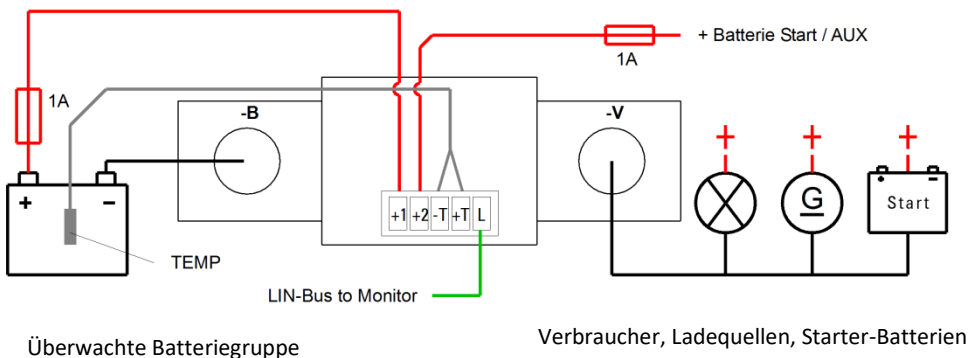 + Batterie Start / AUX
1A
1A
-B
-V
+ + +
+1 +2 -T +T L
+ -
G
+ -
Start
TEMP
LIN-Bus to Monitor
Überwachte Batteriegruppe
Verbraucher, Ladequellen, Starter-Batterien